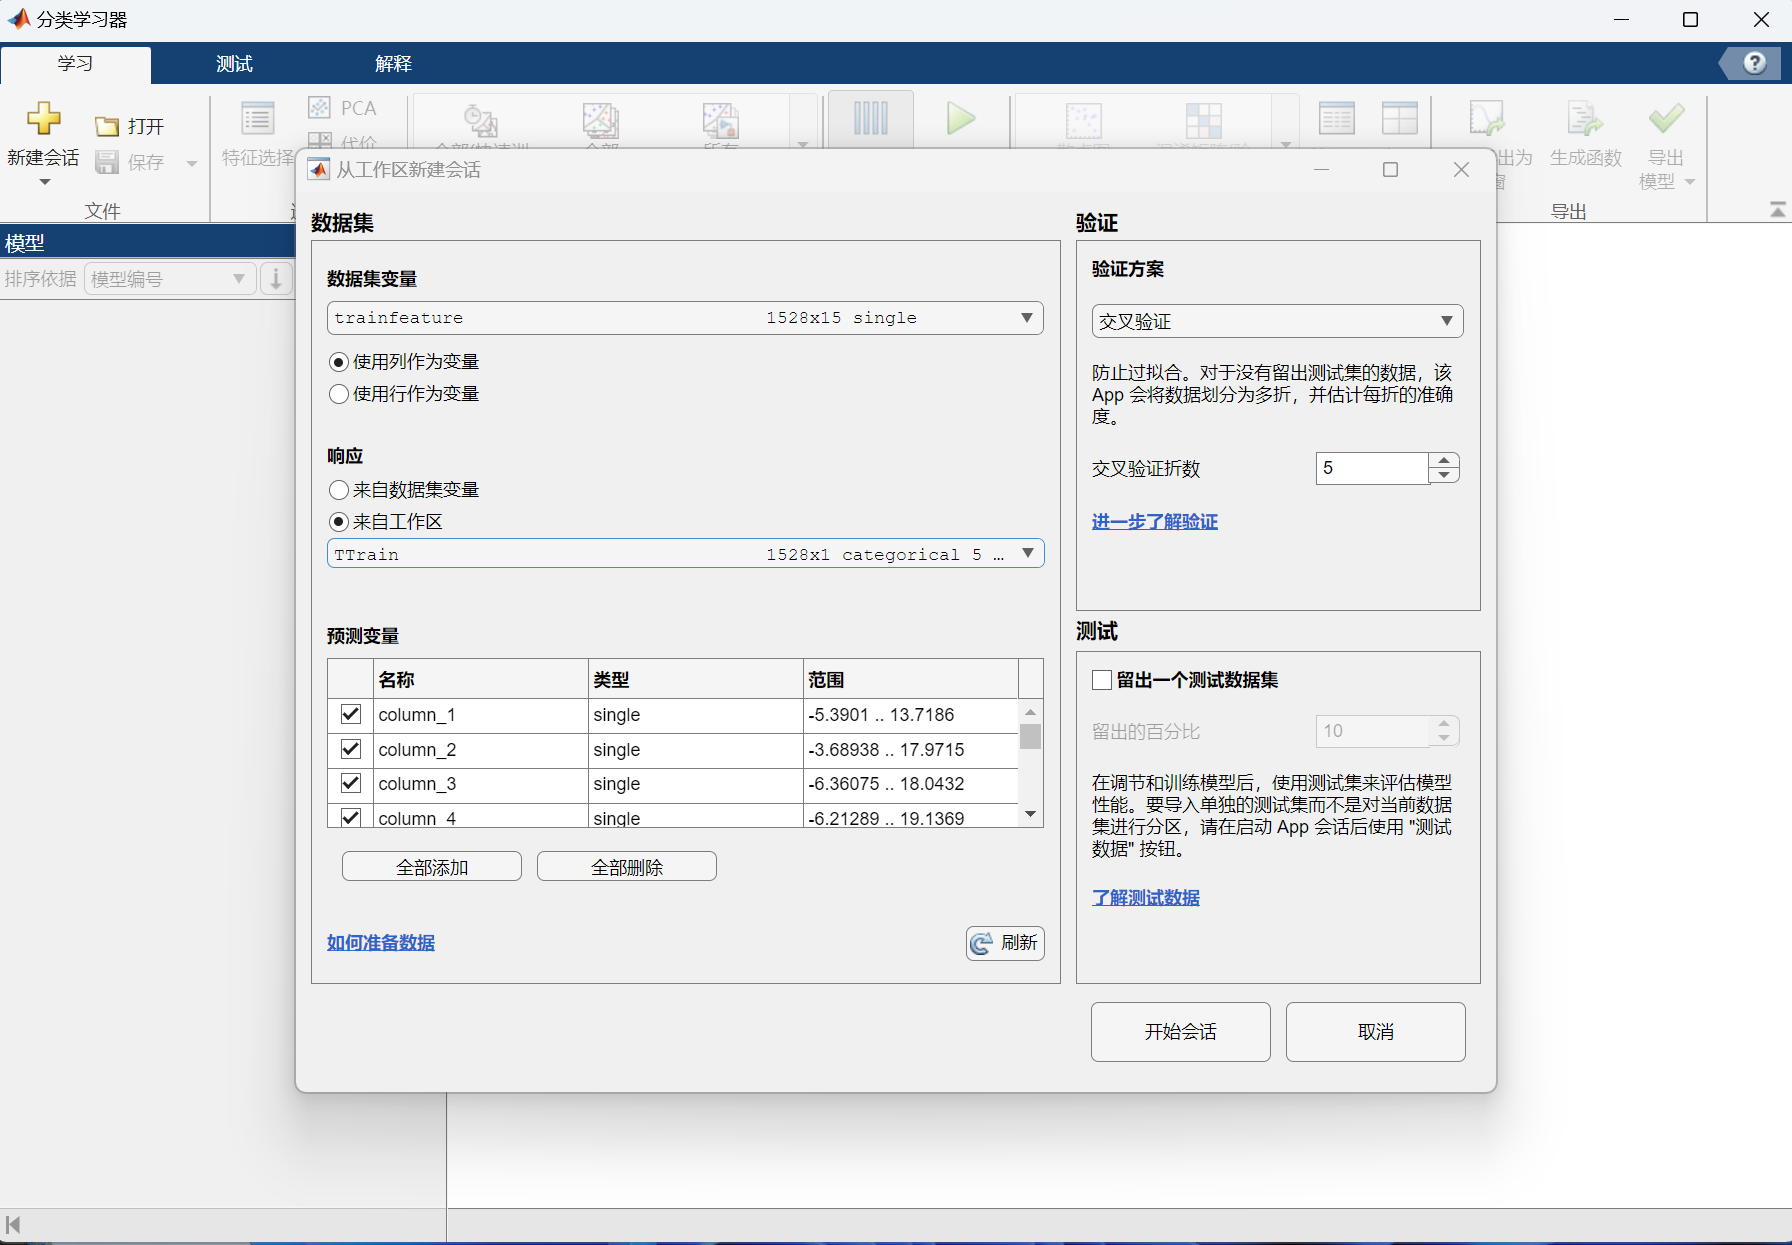 分类学习器
学习
测试
解释
新建会话
打开
保存
文件
特征选择
PCA
代价
生成函数
导出
模型
导出
模型
排序依据
模型编号
从工作区新建会话
数据集
数据集变量
trainfeature 1528x15 single
使用列作为变量
使用行作为变量
响应
来自数据集变量
来自工作区
TTrain 1528x1 categorical 5 ...
预测变量
名称 类型 范围
column_1 single -5.3901 .. 13.7186
column_2 single -3.68938 .. 17.9715
column_3 single -6.36075 .. 18.0432
column_4 single -6.21289 .. 19.1369
全部添加
全部删除
如何准备数据
刷新
验证
验证方案
交叉验证
防止过拟合。对于没有留出测试集的数据，该
App 会将数据划分为多折，并估计每折的准确
度。
交叉验证折数 5
进一步了解验证
测试
留出一个测试数据集
留出的百分比 10
在调节和训练模型后，使用测试集来评估模型
性能。要导入单独的测试集而不是对当前数据
集进行分区，请在启动 App 会话后使用 "测试
数据" 按钮。
了解测试数据
开始会话
取消